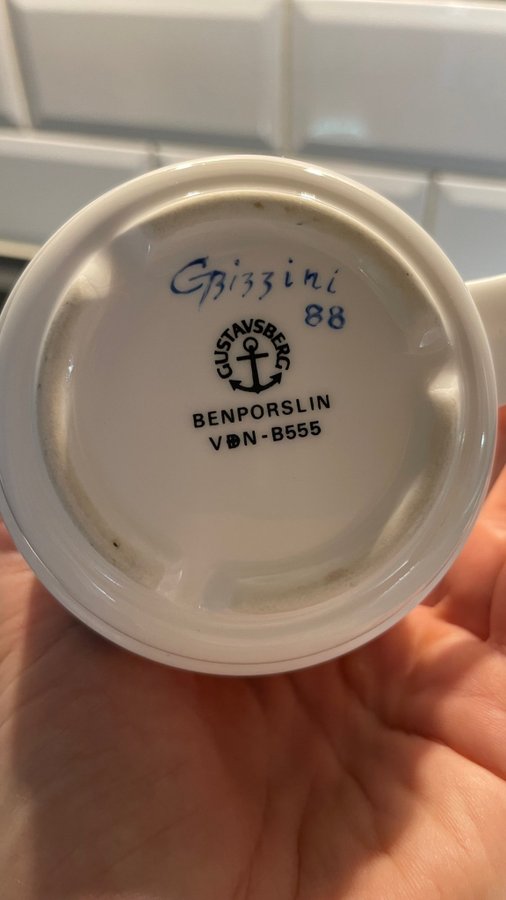 Grizzini
88
GUSTAVSBERG
BENPORSLIN
VDN-B555